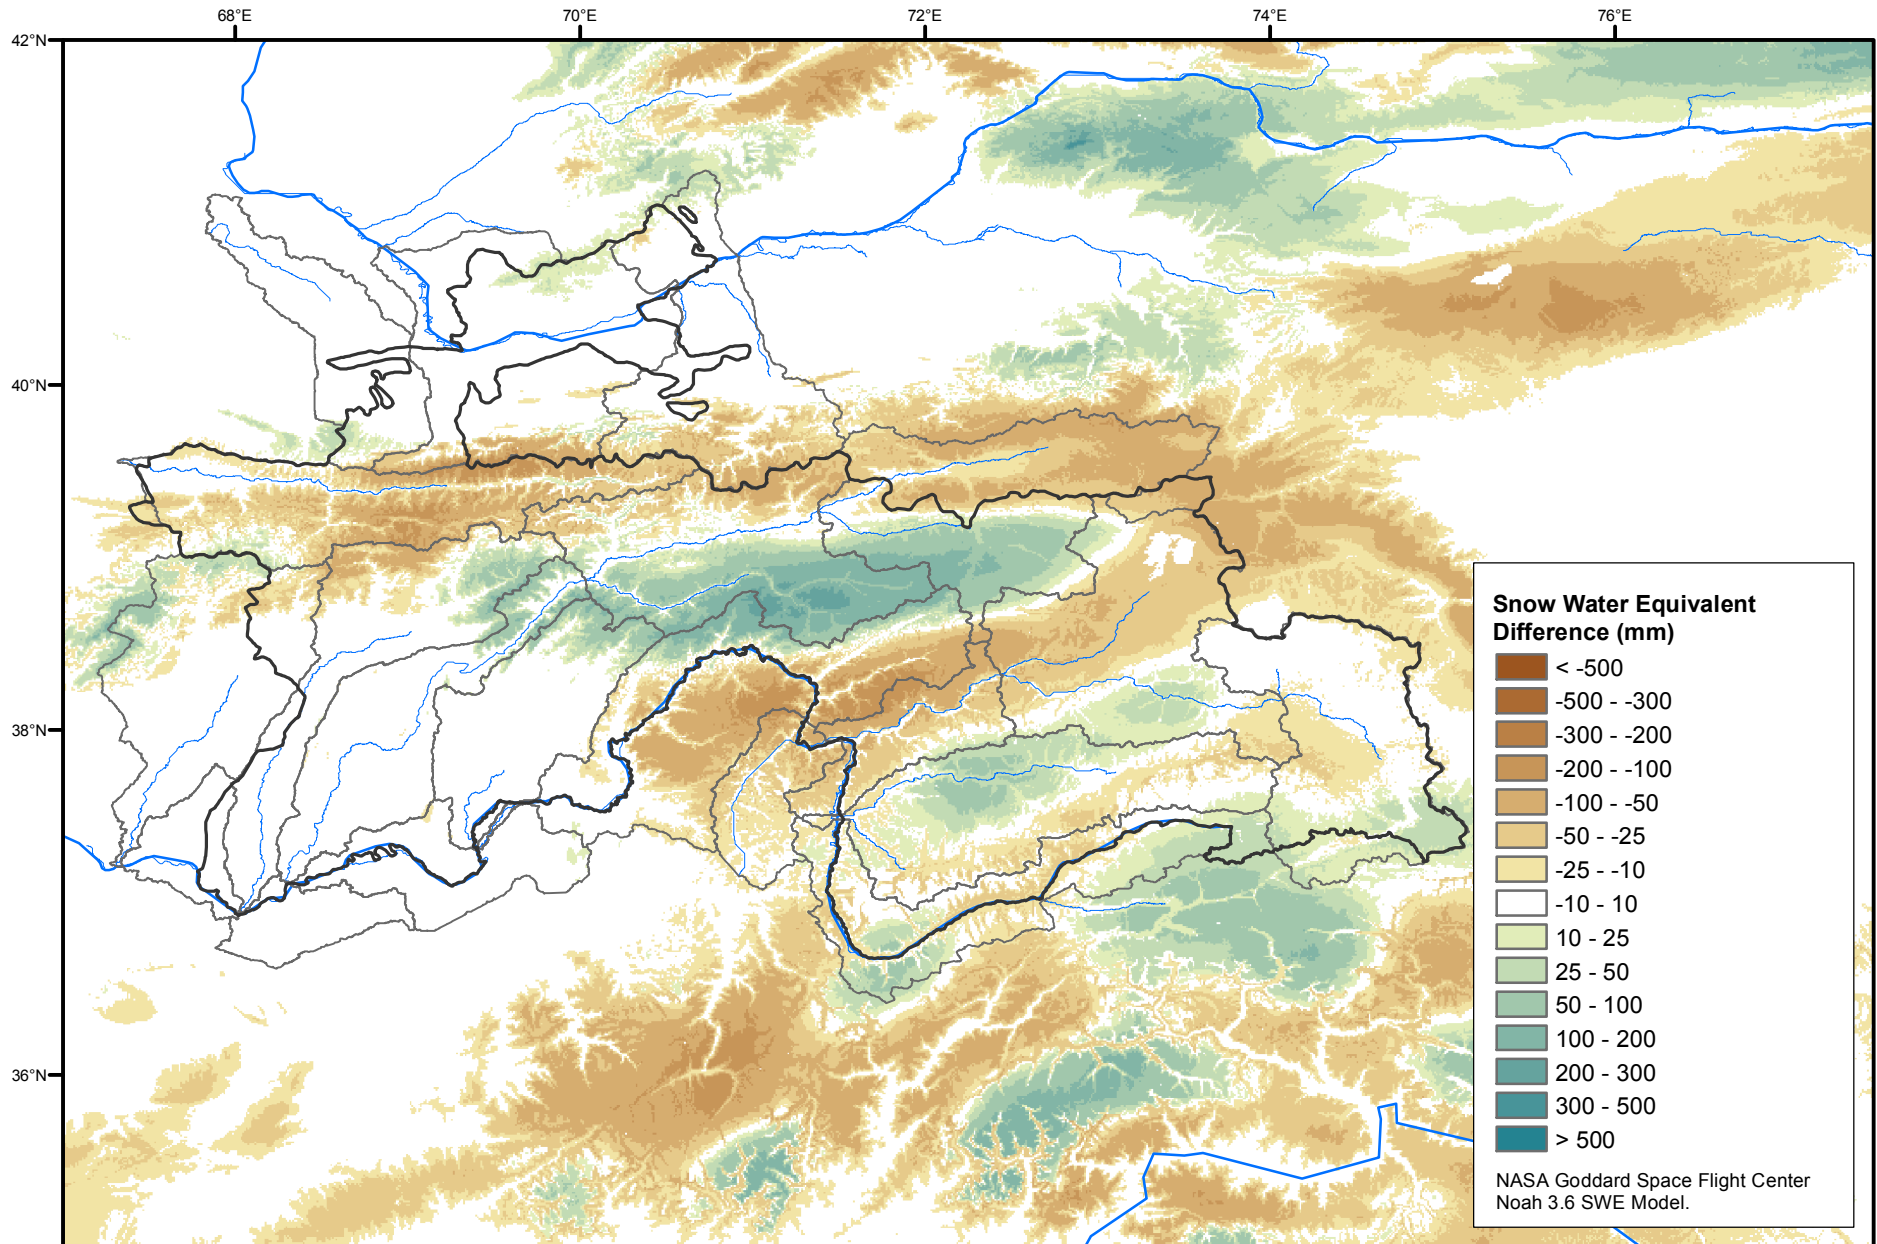 68°E
70°E
72°E
74°E
76°E
42°N
40°N
38°N
36°N
Snow Water Equivalent
Difference (mm)
< -500
-500 - -300
-300 - -200
-200 - -100
-100 - -50
-50 - -25
-25 - -10
-10 - 10
10 - 25
25 - 50
50 - 100
100 - 200
200 - 300
300 - 500
> 500
NASA Goddard Space Flight Center
Noah 3.6 SWE Model.